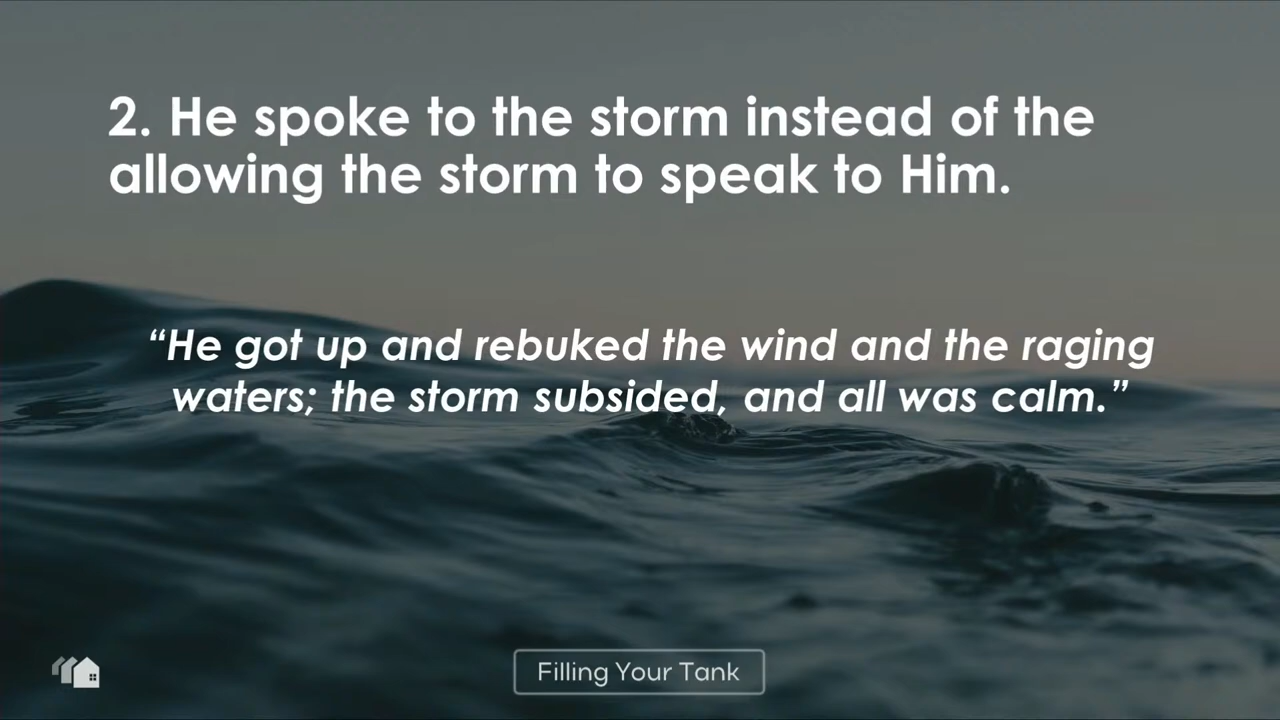 2. He spoke to the storm instead of the
allowing the storm to speak to Him.
“He got up and rebuked the wind and the raging
waters; the storm subsided, and all was calm.”
Filling Your Tank